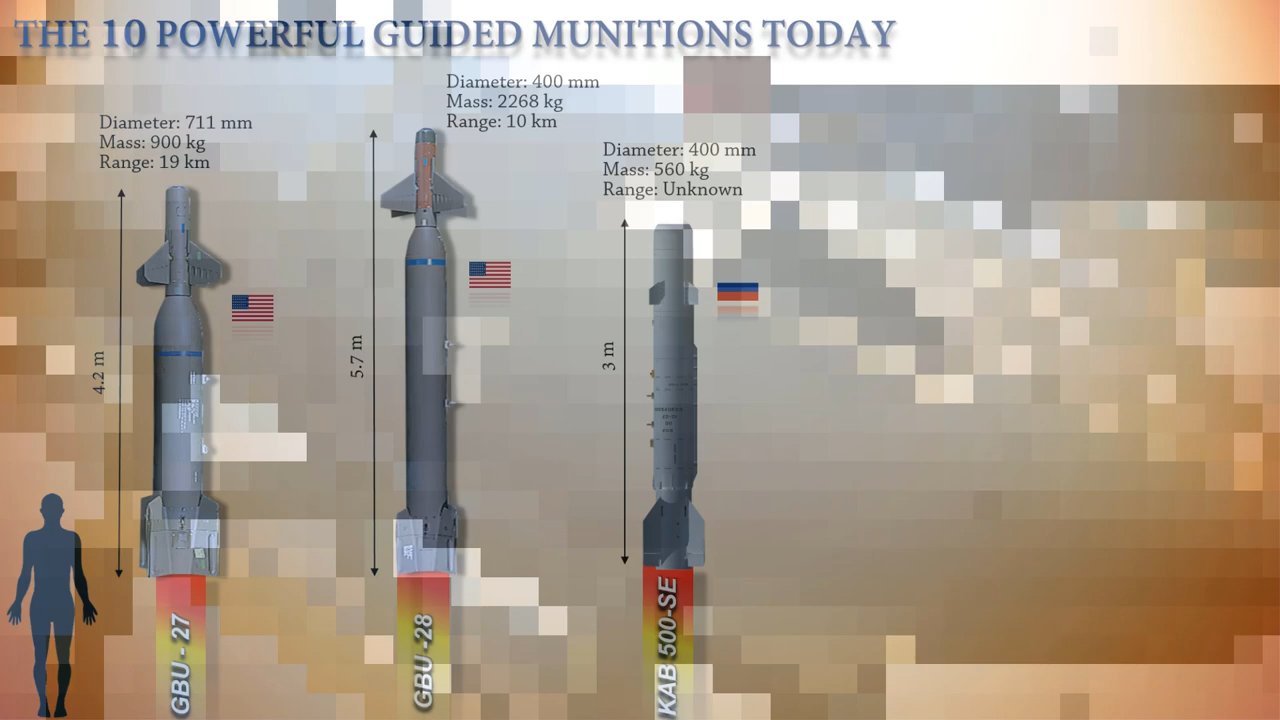 THE 10 POWERFUL GUIDED MUNITIONS TODAY
Diameter: 711 mm
Mass: 900 kg
Range: 19 km
4.2 m
GBU - 27
Diameter: 400 mm
Mass: 2268 kg
Range: 10 km
5.7 m
GBU -28
Diameter: 400 mm
Mass: 560 kg
Range: Unknown
3 m
KAB 500-SE